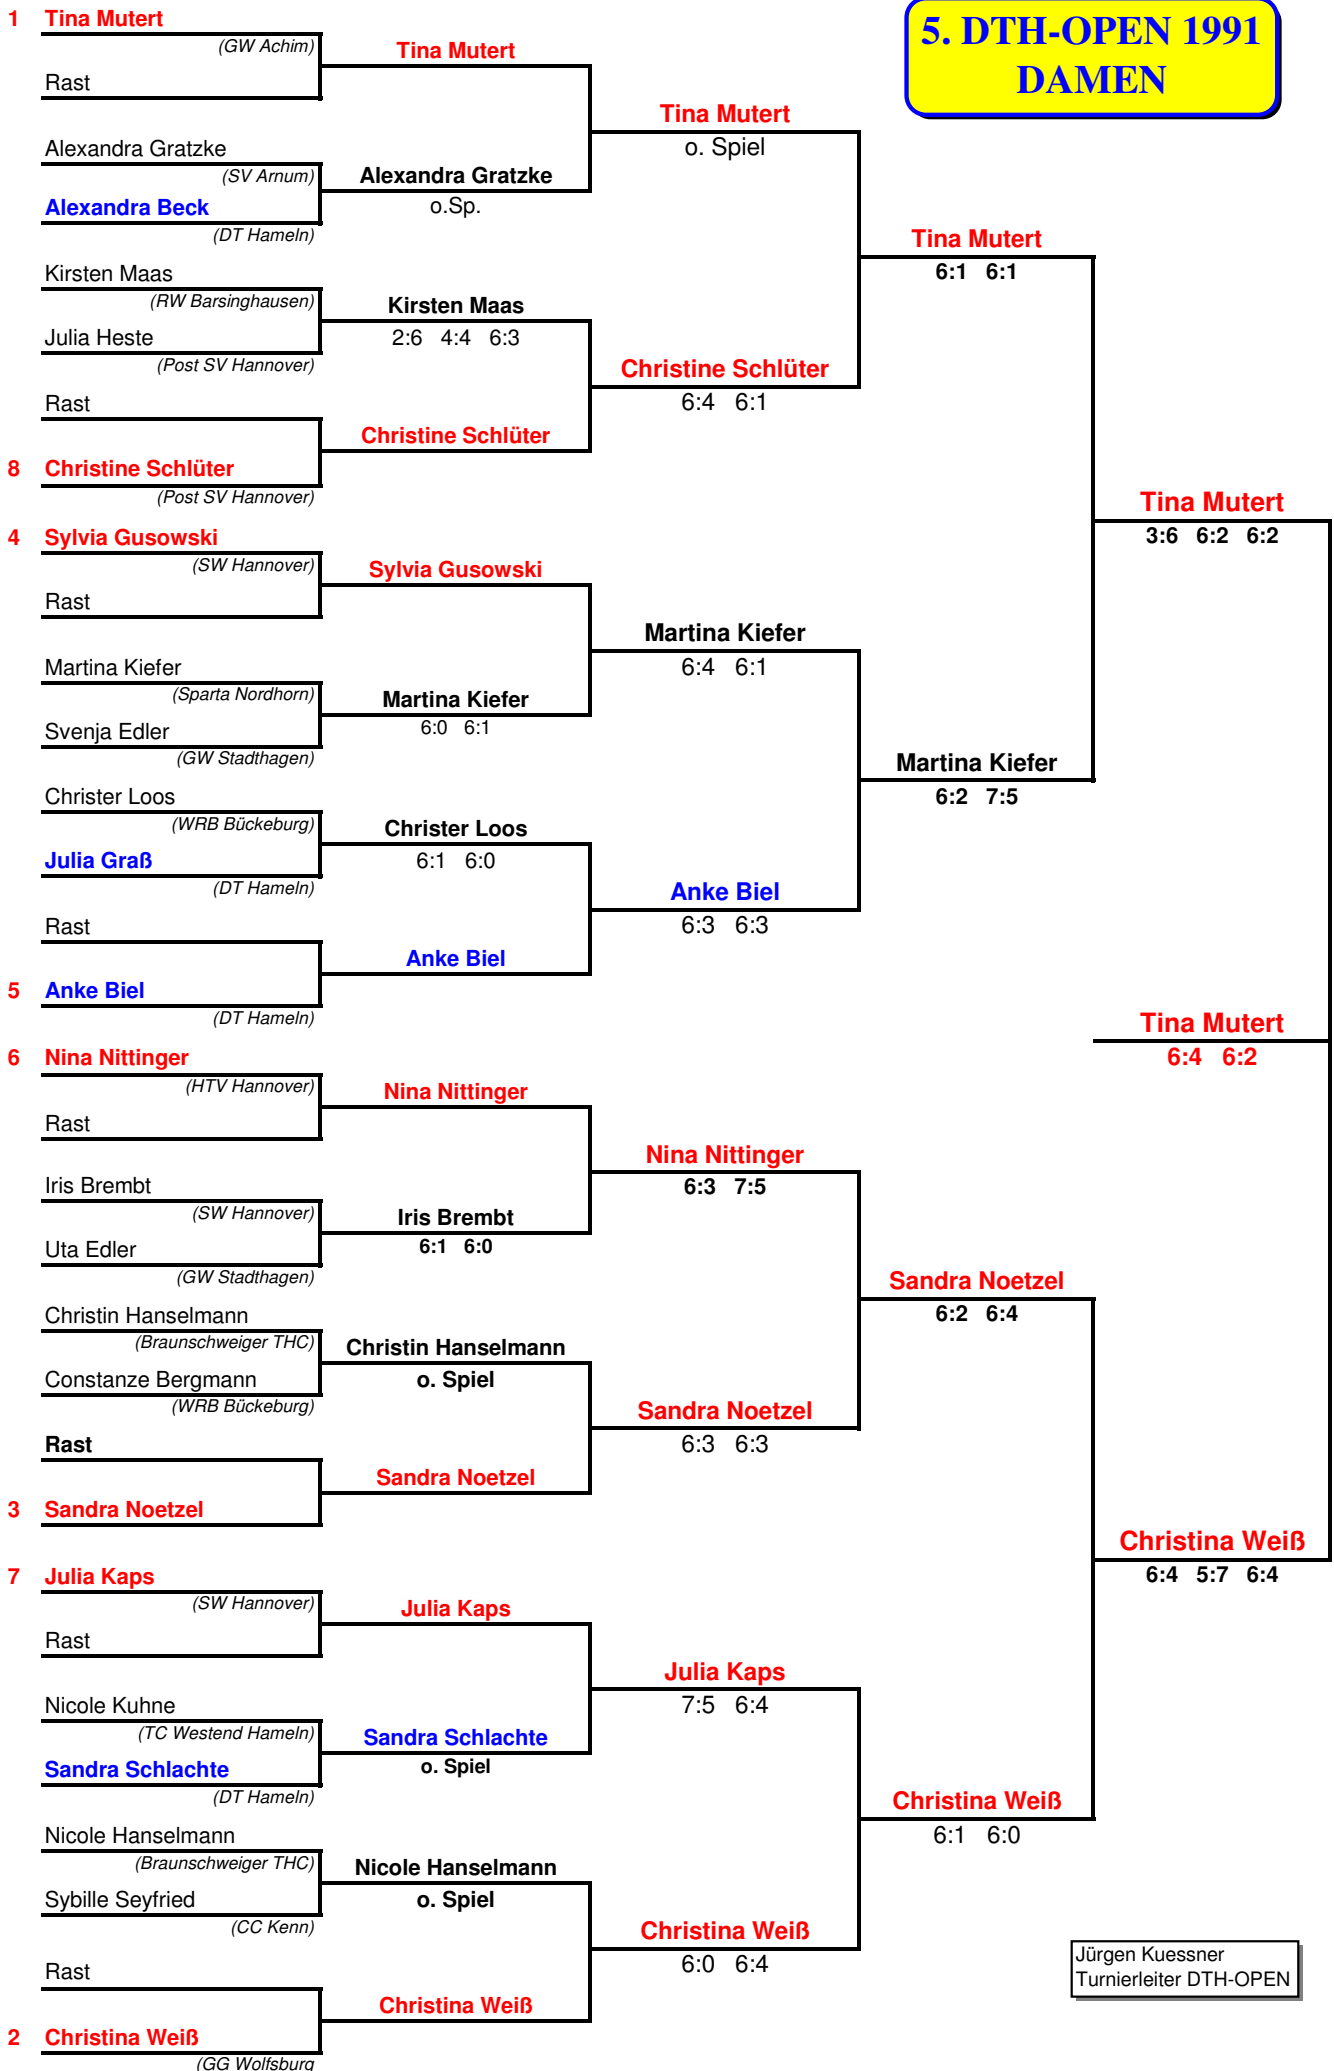 5. DTH-OPEN 1991
DAMEN
1 Tina Mutert
(GW Achim)
Rast
Alexandra Gratzke
(SV Arnum)
Alexandra Beck
(DT Hameln)
Kirsten Maas
(RW Barsinghausen)
Julia Heste
(Post SV Hannover)
Rast
8 Christine Schlüter
(Post SV Hannover)
4 Sylvia Gusowski
(SW Hannover)
Rast
Martina Kiefer
(Sparta Nordhorn)
Svenja Edler
(GW Stadthagen)
Christer Loos
(WRB Bückeburg)
Julia Graß
(DT Hameln)
Rast
5 Anke Biel
(DT Hameln)
6 Nina Nittinger
(HTV Hannover)
Rast
Iris Brembt
(SW Hannover)
Uta Edler
(GW Stadthagen)
Christin Hanselmann
(Braunschweiger THC)
Constanze Bergmann
(WRB Bückeburg)
Rast
3 Sandra Noetzel
7 Julia Kaps
(SW Hannover)
Rast
Nicole Kuhne
(TC Westend Hameln)
Sandra Schlachte
(DT Hameln)
Nicole Hanselmann
(Braunschweiger THC)
Sybille Seyfried
(CC Kenn)
Rast
2 Christina Weiß
(GG Wolfsburg
Tina Mutert
Alexandra Gratzke
o.Sp.
Kirsten Maas
2:6 4:4 6:3
Christine Schlüter
Sylvia Gusowski
Martina Kiefer
6:0 6:1
Christer Loos
6:1 6:0
Anke Biel
Nina Nittinger
Iris Brembt
6:1 6:0
Christin Hanselmann
o. Spiel
Sandra Noetzel
Julia Kaps
Sandra Schlachte
o. Spiel
Nicole Hanselmann
o. Spiel
Christina Weiß
Tina Mutert
o. Spiel
Christine Schlüter
6:4 6:1
Martina Kiefer
6:4 6:1
Anke Biel
6:3 6:3
Nina Nittinger
6:3 7:5
Sandra Noetzel
6:3 6:3
Julia Kaps
7:5 6:4
Christina Weiß
6:0 6:4
Tina Mutert
6:1 6:1
Martina Kiefer
6:2 7:5
Sandra Noetzel
6:2 6:4
Christina Weiß
6:1 6:0
Tina Mutert
3:6 6:2 6:2
Christina Weiß
6:4 5:7 6:4
Tina Mutert
6:4 6:2
Jürgen Kuessner
Turnierleiter DTH-OPEN